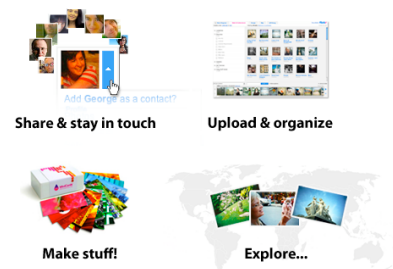 Add George as a contact?
Share & stay in touch
Upload & organize
Make stuff!
Explore...